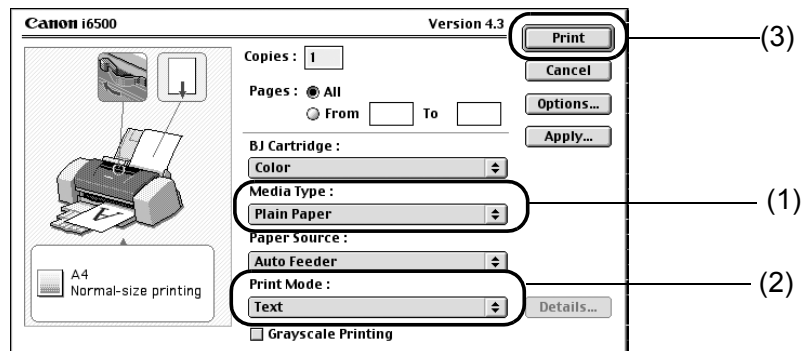 Canon i6500 Version 4.3
Print (3)
Copies : 1
Cancel
Pages : All
Options...
From To
Apply...
BJ Cartridge :
Color
Media Type :
(1)
Plain Paper
Paper Source :
Auto Feeder
A4
Normal-size printing
Print Mode :
(2)
Text Details...
Grayscale Printing
A